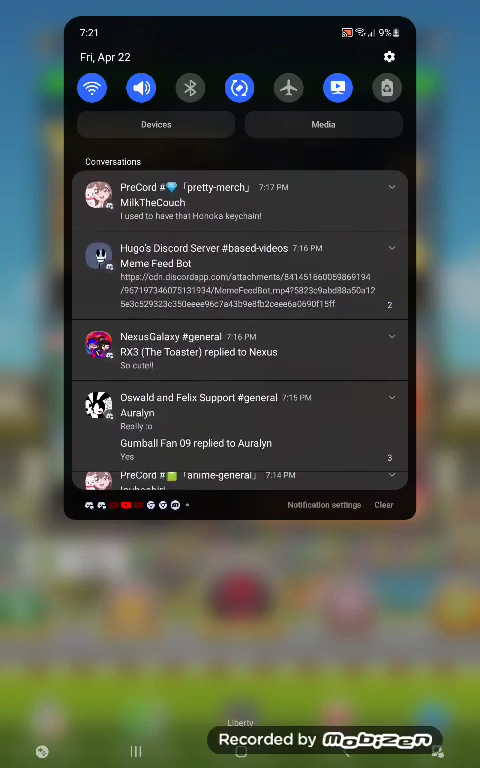 7:21
9%
Fri, Apr 22
Devices
Media
Conversations
PreCord #💎「pretty-merch」 7:17 PM
MilkTheCouch
I used to have that Honoka keychain!
Hugo's Discord Server #based-videos 7:16 PM
Meme Feed Bot
https://cdn.discordapp.com/attachments/841451660059869194
/967197346075131934/MemeFeedBot.mp4?5823c9abd88a50a12
5e3c529323c350eeee96c7a43b9e8fb2ceee6a0690f15ff
2
NexusGalaxy #general 7:16 PM
RX3 (The Toaster) replied to Nexus
So cute!!
Oswald and Felix Support #general 7:15 PM
Auralyn
Really :o
Gumball Fan 09 replied to Auralyn
Yes
3
PreCord #📗「anime-general」 7:14 PM
Notification settings
Clear
Liberty
Recorded by Mobizen